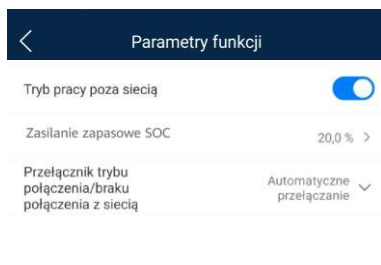 Parametry funkcji
Tryb pracy poza siecią
Zasilanie zapasowe SOC
20,0 %
Przełącznik trybu
połączenia/braku
połączenia z siecią
Automatyczne
przełączanie